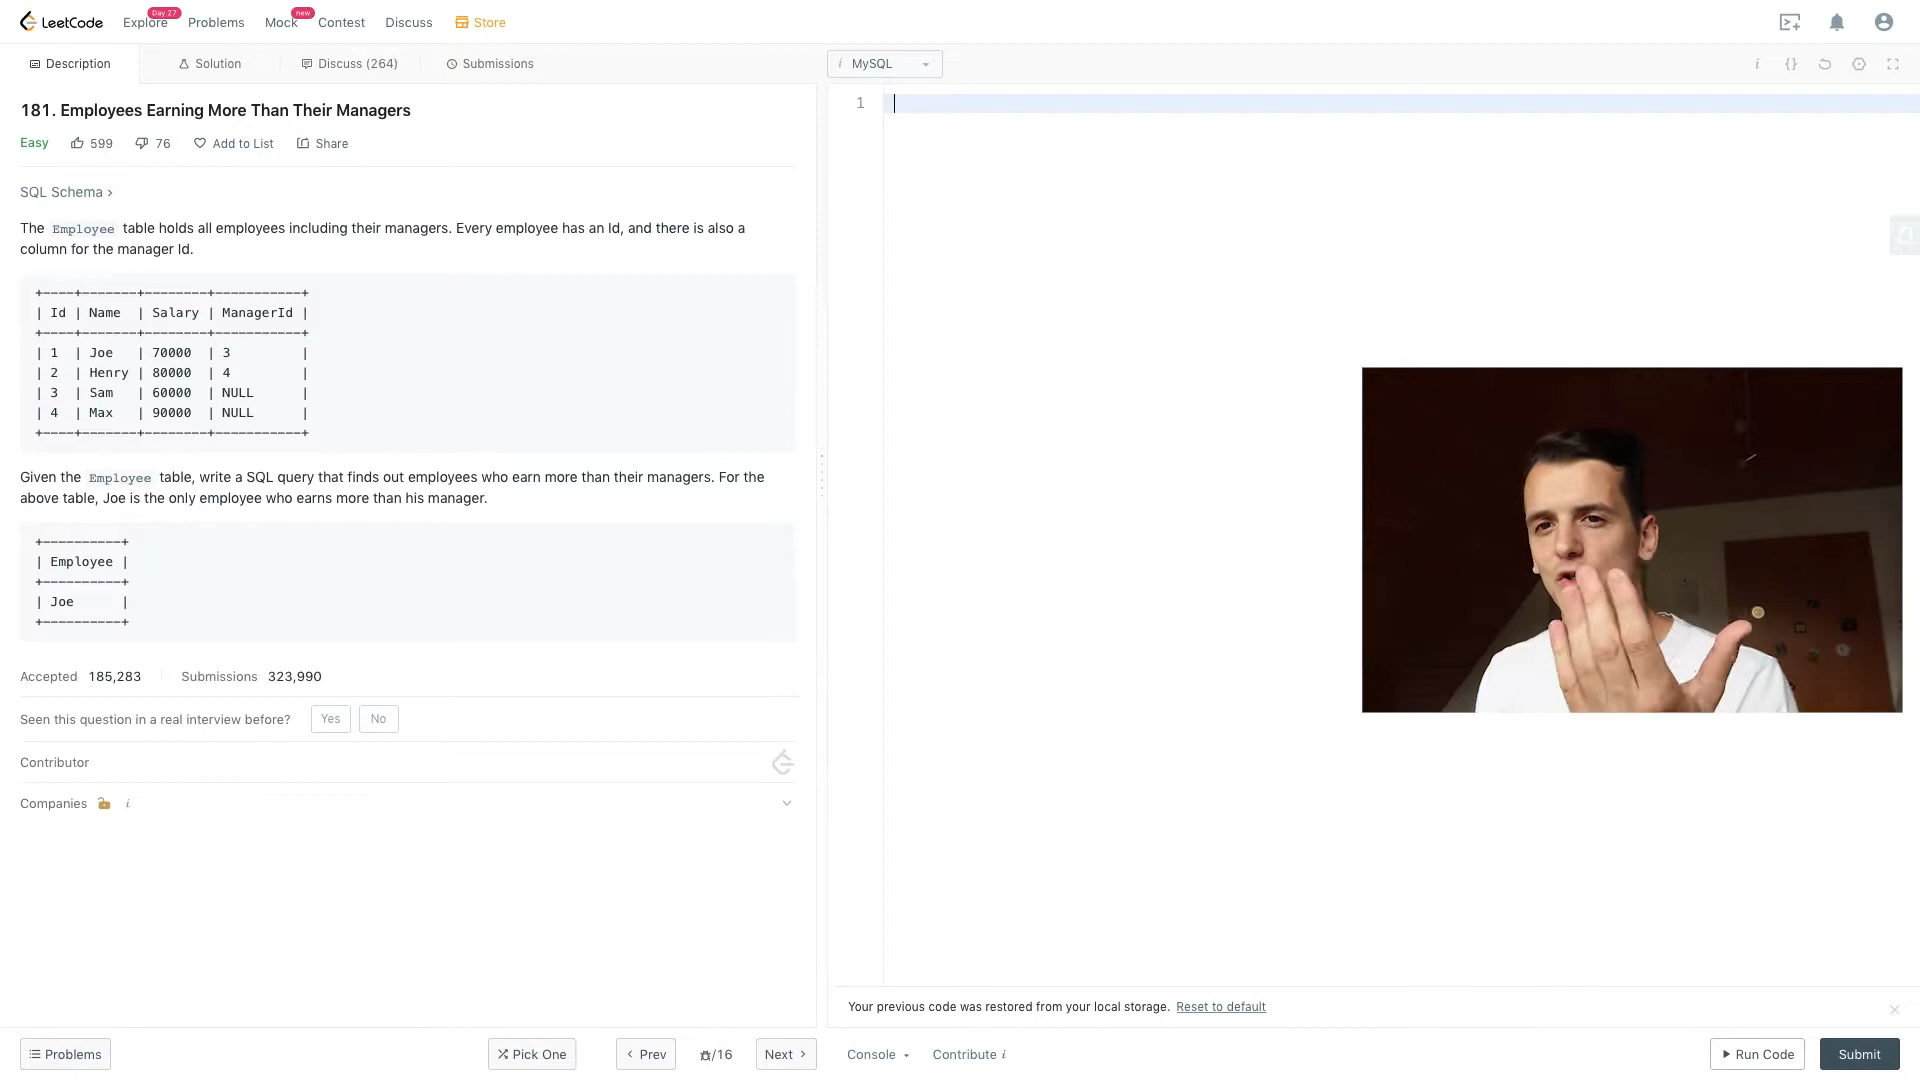 LeetCode Explore Day 27 Problems Mock new Contest Discuss Store
Description Solution Discuss (264) Submissions i MySQL i {}
181. Employees Earning More Than Their Managers
1
Easy 599 76 Add to List Share
SQL Schema ›
The Employee table holds all employees including their managers. Every employee has an Id, and there is also a
column for the manager Id.
+----+-------+--------+-----------+
| Id | Name  | Salary | ManagerId |
+----+-------+--------+-----------+
| 1  | Joe   | 70000  | 3         |
| 2  | Henry | 80000  | 4         |
| 3  | Sam   | 60000  | NULL      |
| 4  | Max   | 90000  | NULL      |
+----+-------+--------+-----------+
Given the Employee table, write a SQL query that finds out employees who earn more than their managers. For the
above table, Joe is the only employee who earns more than his manager.
+----------+
| Employee |
+----------+
| Joe      |
+----------+
Accepted 185,283 Submissions 323,990
Seen this question in a real interview before? Yes No
Contributor
Companies i
Your previous code was restored from your local storage. Reset to default
Problems Pick One ‹ Prev /16 Next › Console Contribute i Run Code Submit